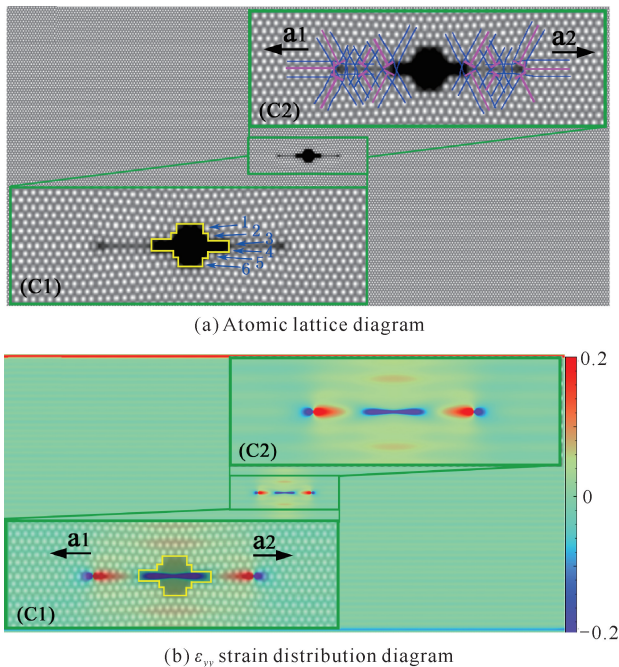 a1 a2
(C2)
1
2
3
4
5
6
(C1)
(a) Atomic lattice diagram
0.2
(C2)
0
a1 a2
(C1)
−0.2
(b) εyy strain distribution diagram